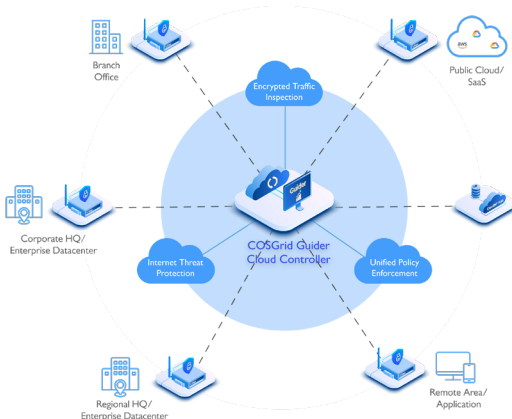 Branch
Office
aws
Public Cloud/
SaaS
Encrypted Traffic
Inspection
Guider
COSGrid Guider
Cloud Controller
Corporate HQ/
Enterprise Datacenter
Internet Threat
Protection
Unified Policy
Enforcement
Regional HQ/
Enterprise Datacenter
Remote Area/
Application